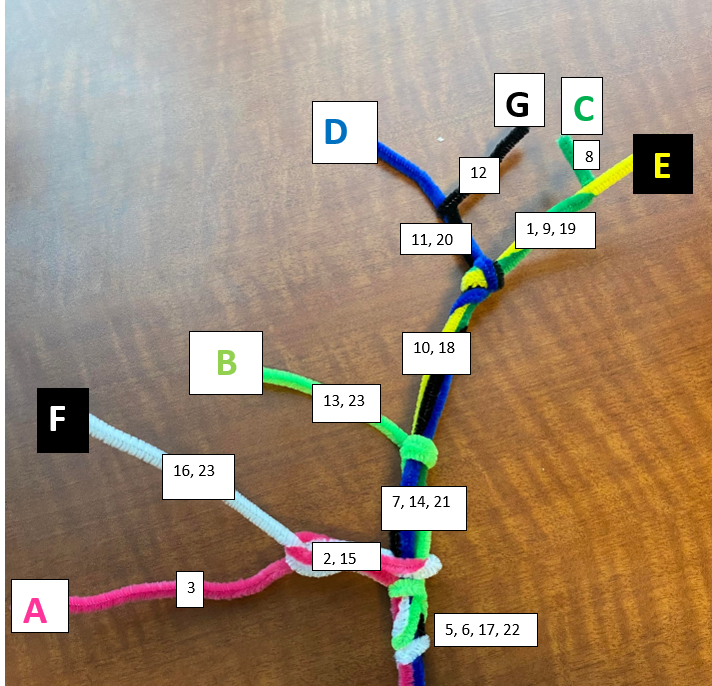 G
C
D
8
E
12
1, 9, 19
11, 20
10, 18
B
13, 23
F
16, 23
7, 14, 21
2, 15
3
A
5, 6, 17, 22